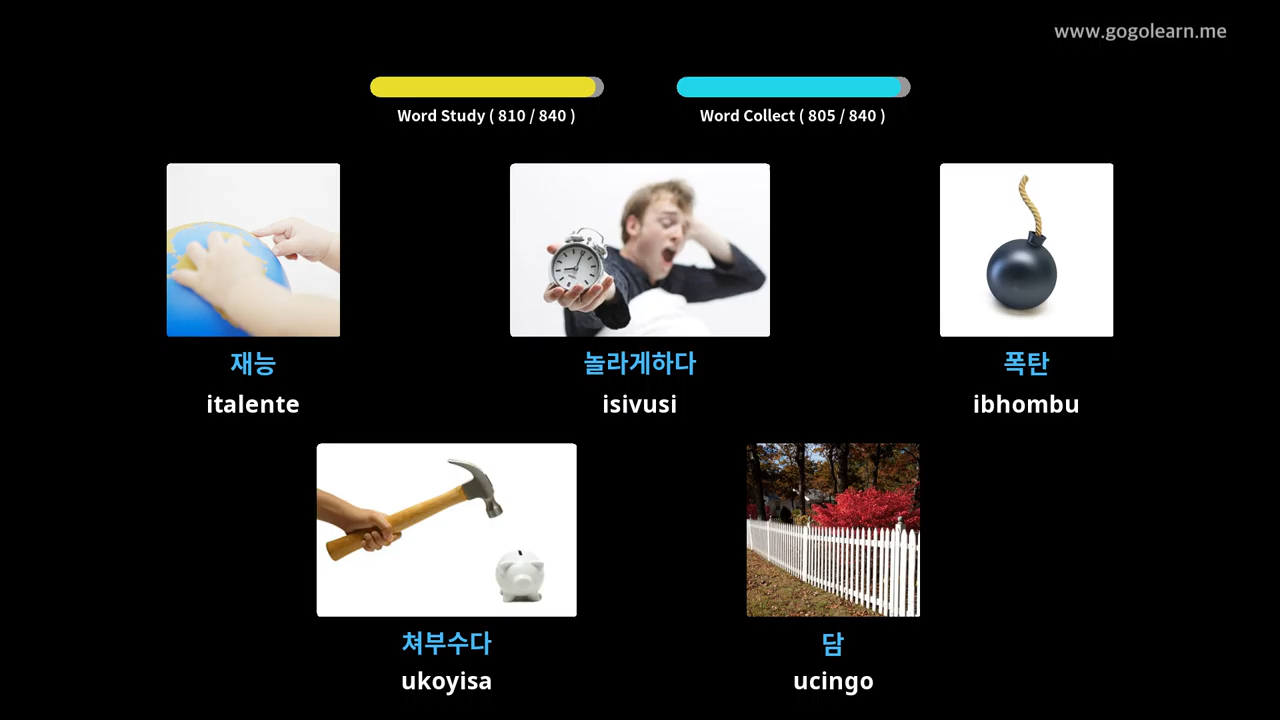 www.gogolearn.me
Word Study ( 810 / 840 )
Word Collect ( 805 / 840 )
재능
italente
놀라게하다
isivusi
폭탄
ibhombu
쳐부수다
ukoyisa
담
ucingo